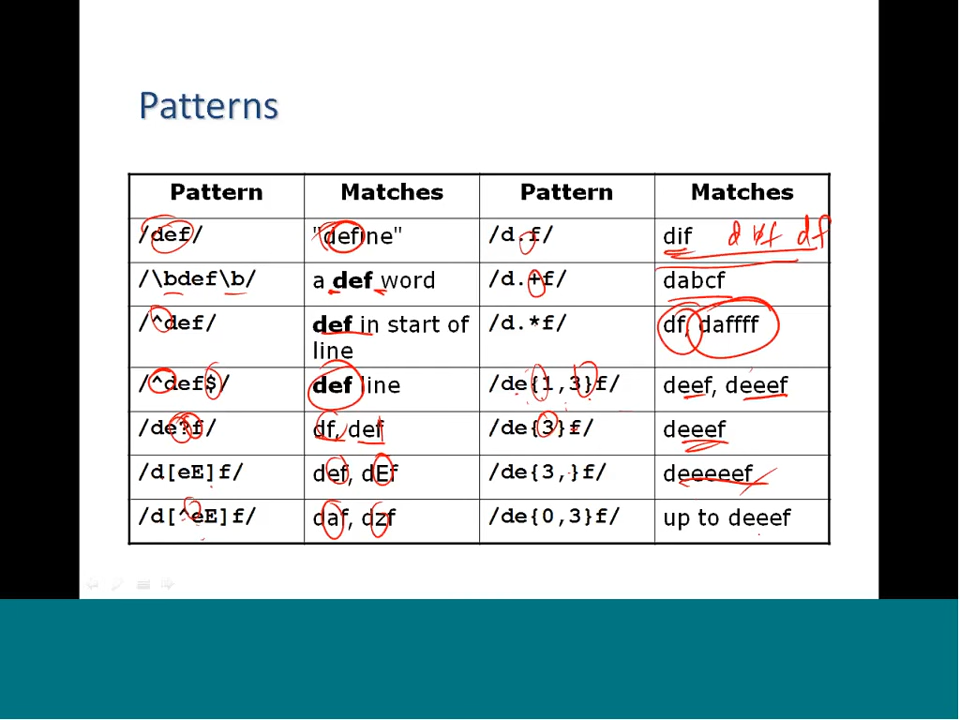 Patterns
Pattern Matches Pattern Matches
/def/ "define" /d.f/ dif d df
/\bdef\b/ a def word /d.+f/ dabcf
/^def/ def in start of line /d.*f/ df, daffff
/^def$/ def line /de{1,3}f/ deef, deeef
/de?f/ df, def /de{3}f/ deeef
/d[eE]f/ def, dEf /de{3,}f/ deeeeef
/d[^eE]f/ daf, dzf /de{0,3}f/ up to deeef